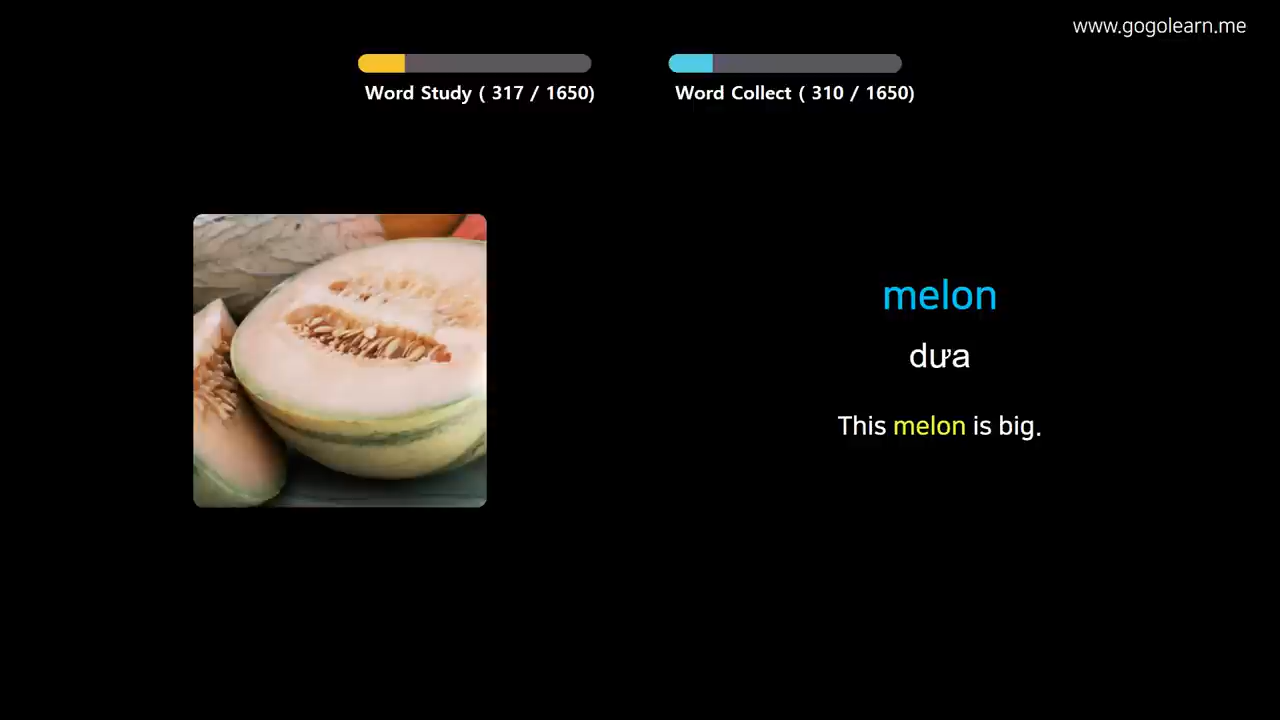 www.gogolearn.me
Word Study ( 317 / 1650)
Word Collect ( 310 / 1650)
melon
dưa
This melon is big.